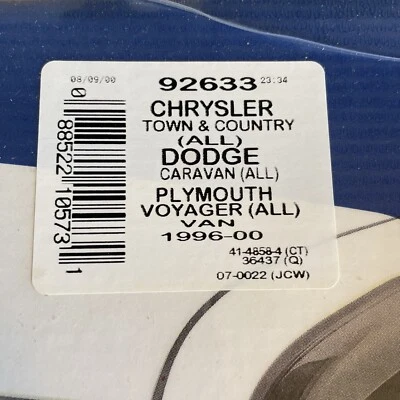 08/09/00 92633 23:34
CHRYSLER
TOWN & COUNTRY
(ALL)
DODGE
CARAVAN (ALL)
PLYMOUTH
VOYAGER (ALL)
VAN
1996-00
41-4858-4 (CT)
36437 (Q)
07-0022 (JCW)
0 88522 10573 1